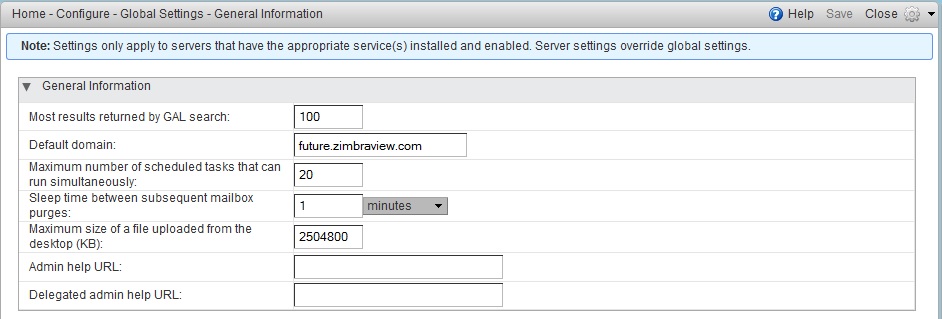 Home - Configure - Global Settings - General Information
Help Save Close
Note: Settings only apply to servers that have the appropriate service(s) installed and enabled. Server settings override global settings.
General Information
Most results returned by GAL search: 100
Default domain: future.zimbraview.com
Maximum number of scheduled tasks that can
run simultaneously: 20
Sleep time between subsequent mailbox
purges: 1 minutes
Maximum size of a file uploaded from the
desktop (KB): 2504800
Admin help URL:
Delegated admin help URL: